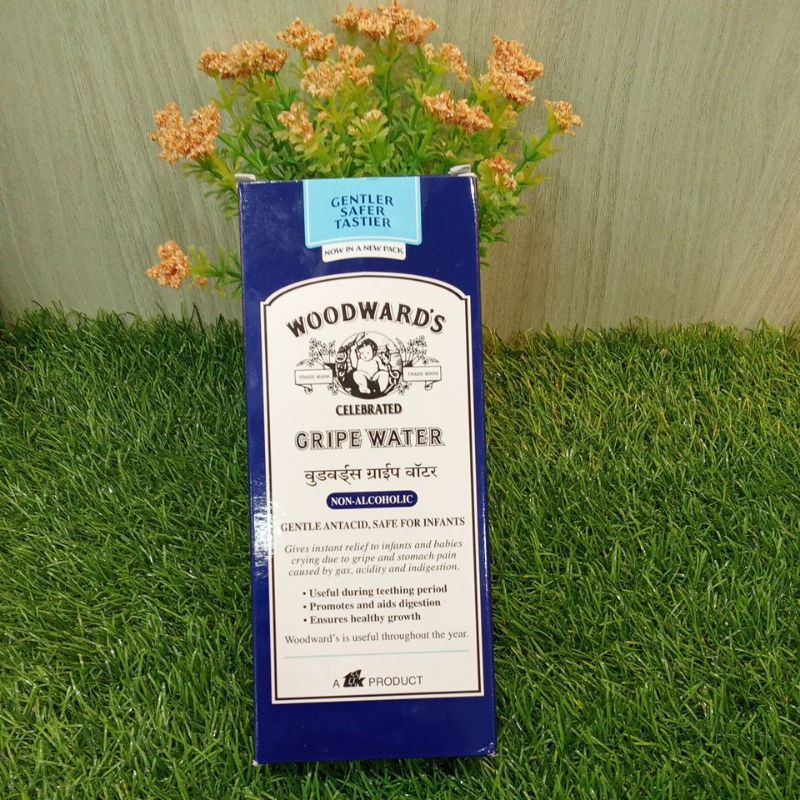 GENTLER
SAFER
TASTIER
NOW IN A NEW PACK
WOODWARD'S
TRADE MARK
TRADE MARK
CELEBRATED
GRIPE WATER
वुडवर्ड्स ग्राईप वॉटर
NON-ALCOHOLIC
GENTLE ANTACID, SAFE FOR INFANTS
Gives instant relief to infants and babies
crying due to gripe and stomach pain
caused by gas, acidity and indigestion.
• Useful during teething period
• Promotes and aids digestion
• Ensures healthy growth
Woodward's is useful throughout the year.
A TTK PRODUCT